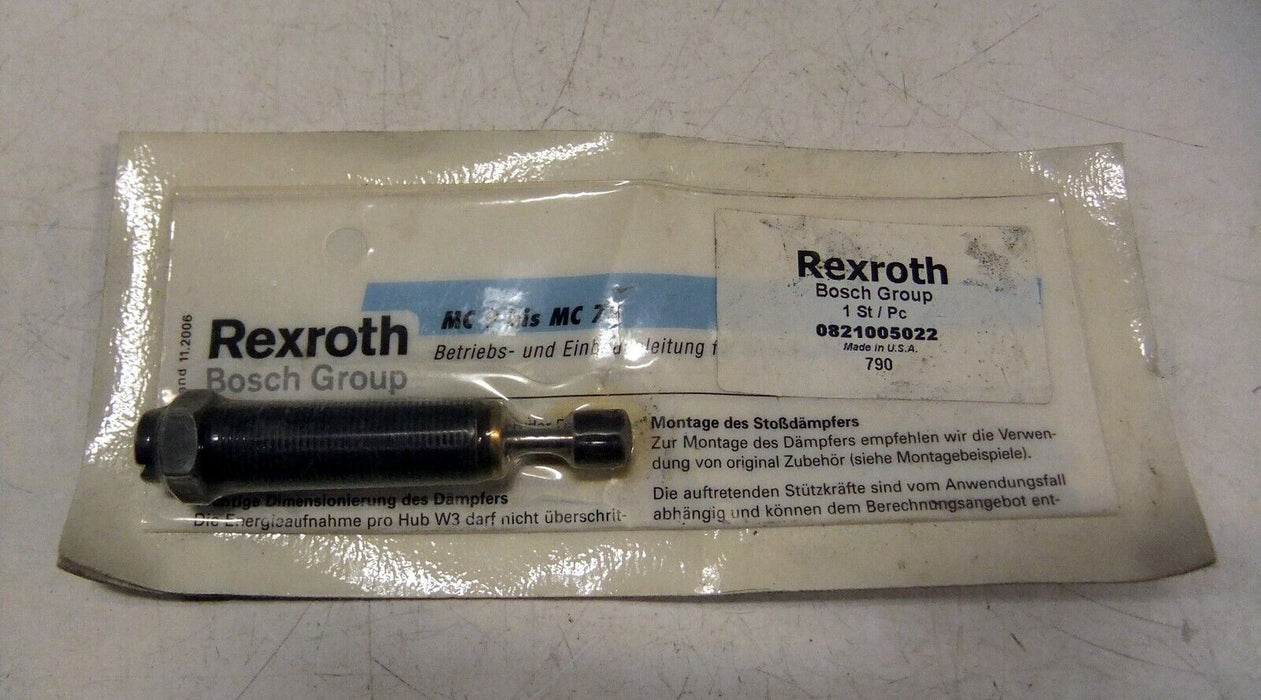 11.2006
Rexroth
Bosch Group
MC bis MC
Betriebs- und
Rexroth
Bosch Group
1 St / Pc
0821005022
Made in U.S.A.
790
Montage des Stoßdämpfers
Zur Montage des Dämpfers empfehlen wir die Verwen-
dung von original Zubehör (siehe Montagebeispiele).
Die auftretenden Stützkräfte sind vom Anwendungsfall
abhängig und können dem Berechnungsangebot ent-
Dimensionierung des Dämpfers
Die Energieaufnahme pro Hub W3 darf nicht überschrit-